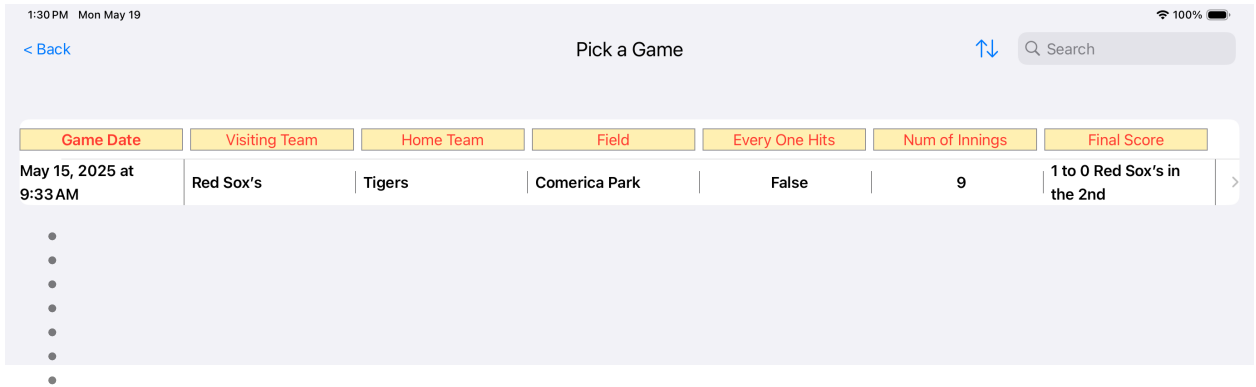 1:30 PM Mon May 19 100%
< Back Pick a Game Search
Game Date Visiting Team Home Team Field Every One Hits Num of Innings Final Score
May 15, 2025 at
9:33 AM Red Sox's Tigers Comerica Park False 9 1 to 0 Red Sox's in
the 2nd